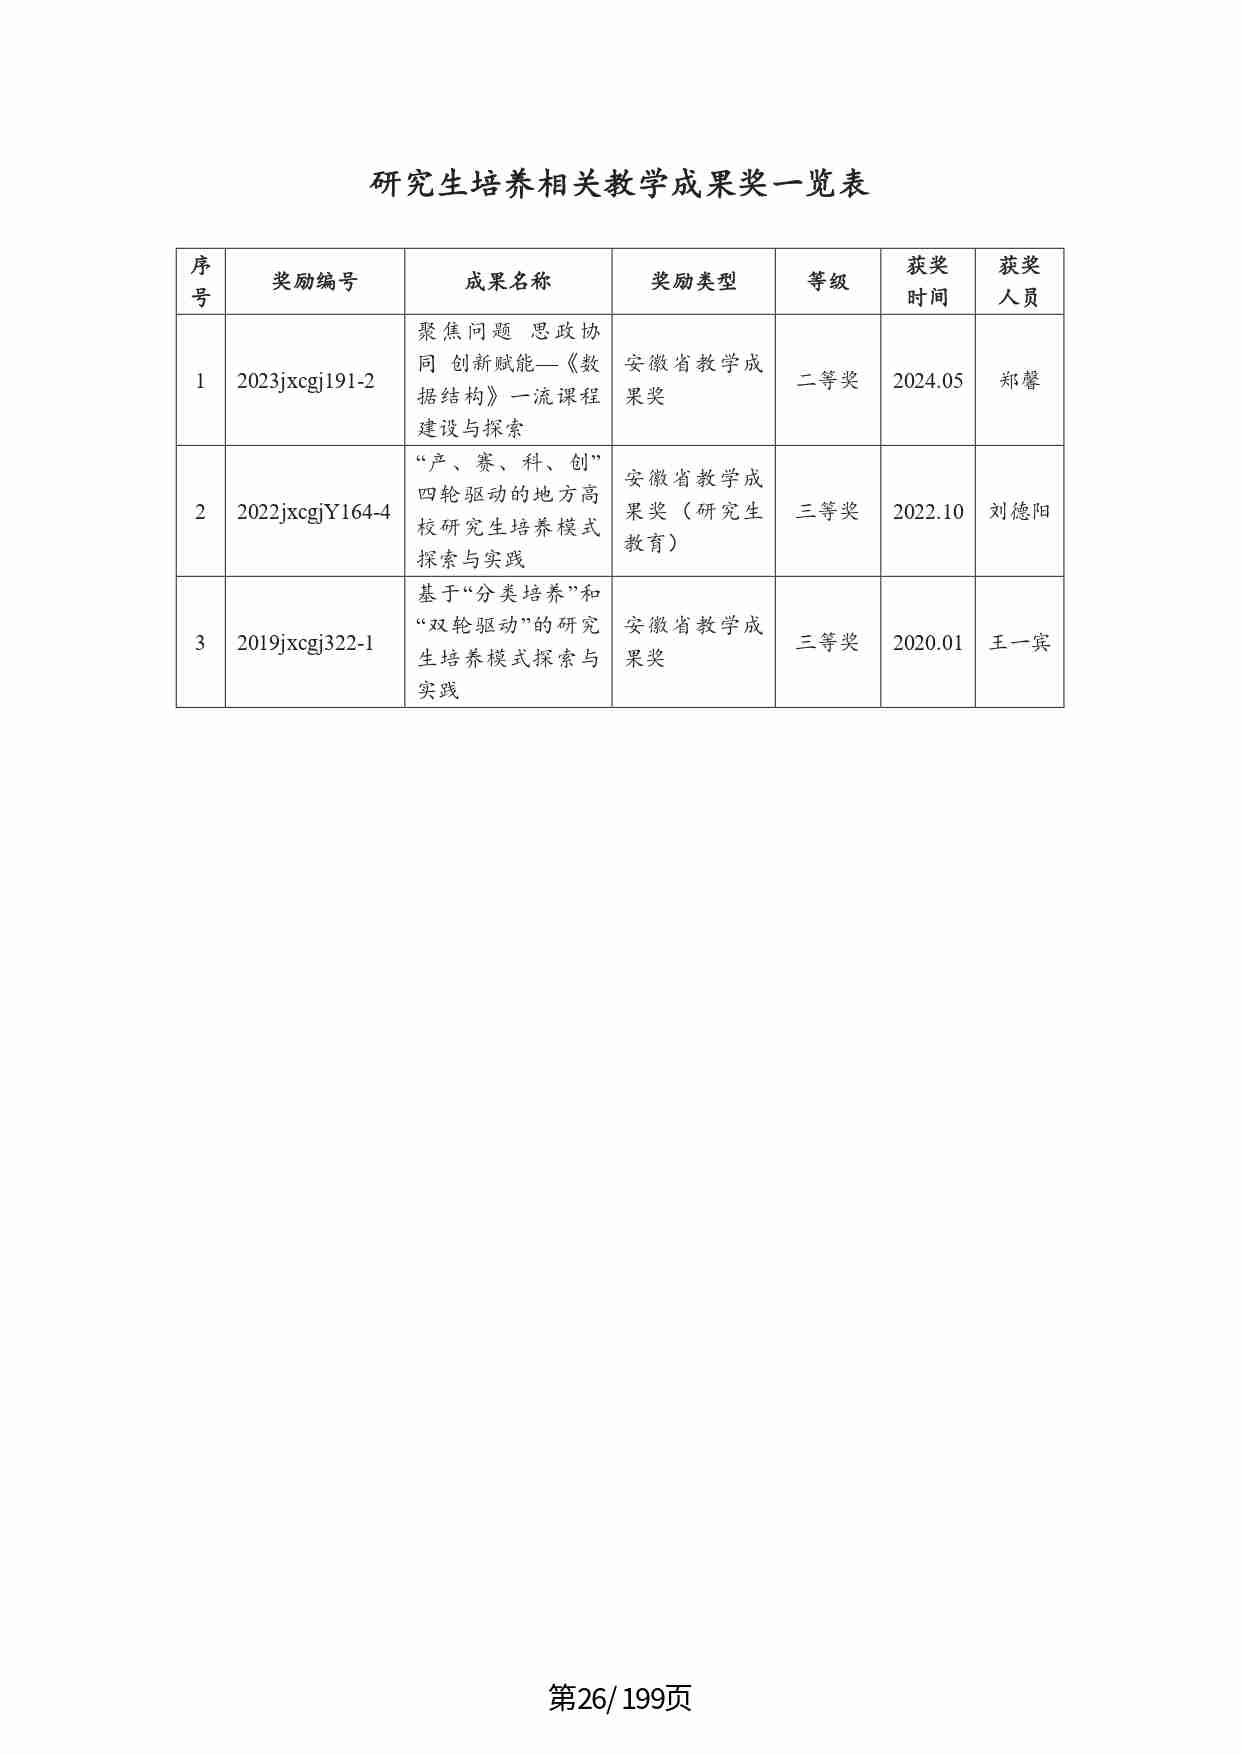 研究生培养相关教学成果奖一览表
序号 奖励编号 成果名称 奖励类型 等级 获奖时间 获奖人员
1 2023jxcgj191-2 聚焦问题 思政协同 创新赋能—《数据结构》一流课程建设与探索 安徽省教学成果奖 二等奖 2024.05 郑馨
2 2022jxcgjY164-4 “产、赛、科、创”四轮驱动的地方高校研究生培养模式探索与实践 安徽省教学成果奖（研究生教育） 三等奖 2022.10 刘德阳
3 2019jxcgj322-1 基于“分类培养”和“双轮驱动”的研究生培养模式探索与实践 安徽省教学成果奖 三等奖 2020.01 王一宾
第26/ 199页